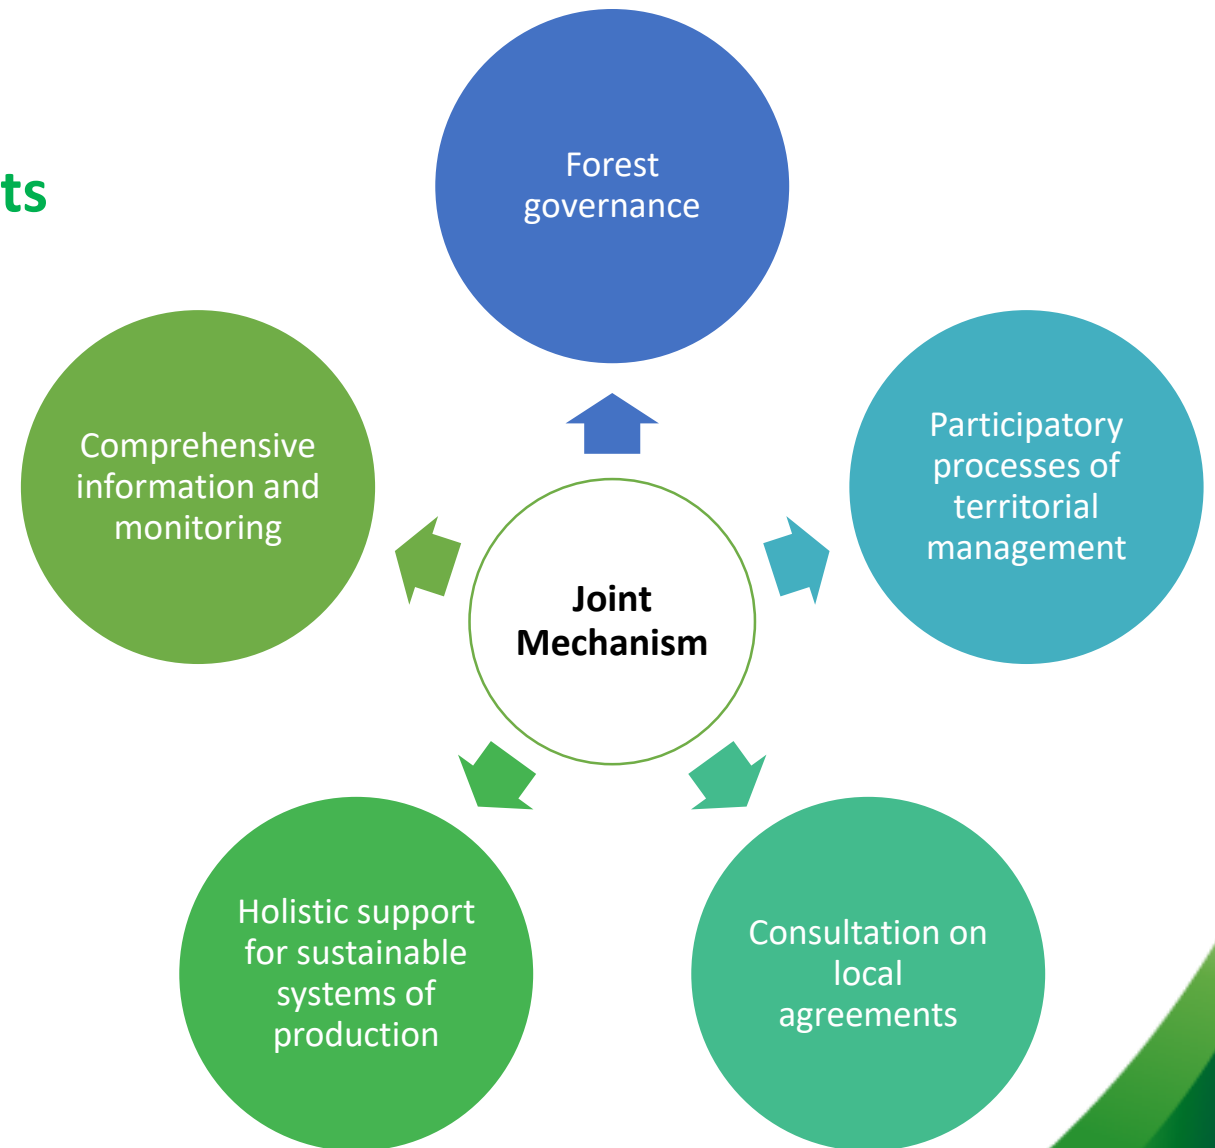 ts
Forest
governance
Participatory
processes of
territorial
management
Comprehensive
information and
monitoring
Joint
Mechanism
Holistic support
for sustainable
systems of
production
Consultation on
local
agreements